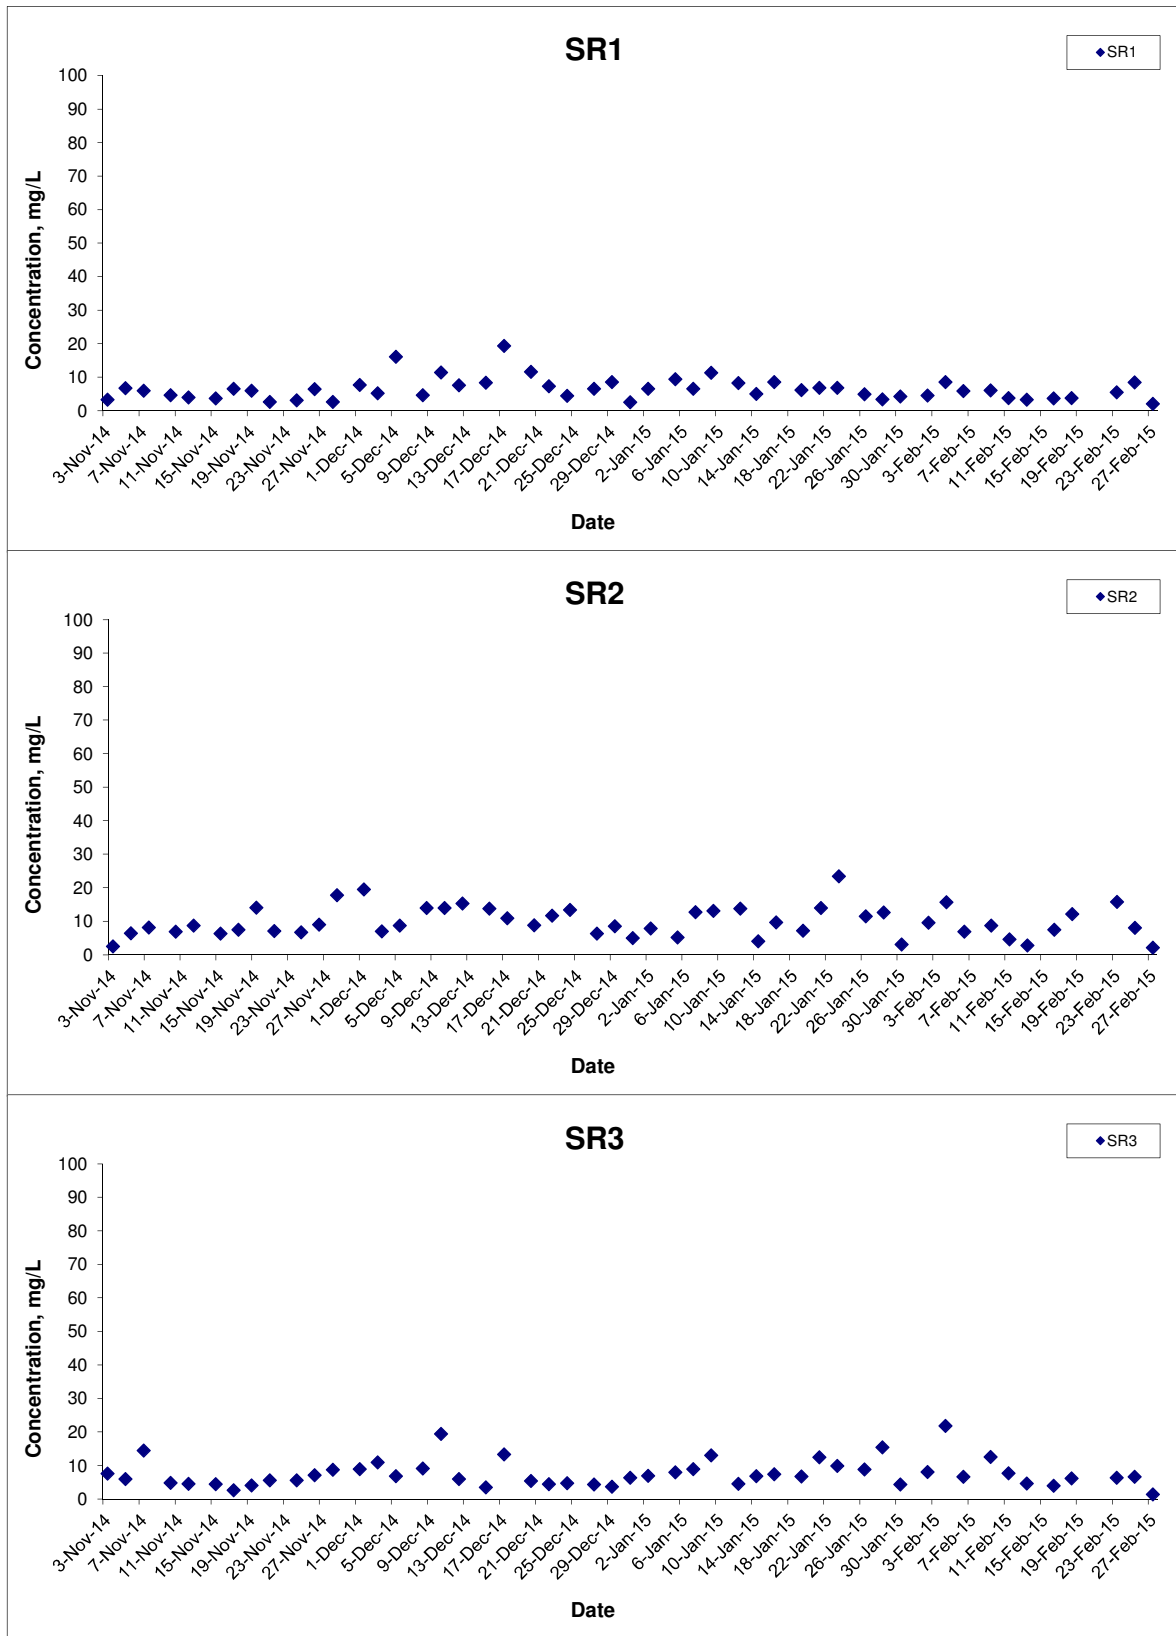 SR1
SR1
100
90
80
70
60
50
40
30
20
10
0
Concentration, mg/L
3-Nov-14
7-Nov-14
11-Nov-14
15-Nov-14
19-Nov-14
23-Nov-14
27-Nov-14
1-Dec-14
5-Dec-14
9-Dec-14
13-Dec-14
17-Dec-14
21-Dec-14
25-Dec-14
29-Dec-14
2-Jan-15
6-Jan-15
10-Jan-15
14-Jan-15
18-Jan-15
22-Jan-15
26-Jan-15
30-Jan-15
3-Feb-15
7-Feb-15
11-Feb-15
15-Feb-15
19-Feb-15
23-Feb-15
27-Feb-15
Date
SR2
SR2
100
90
80
70
60
50
40
30
20
10
0
Concentration, mg/L
3-Nov-14
7-Nov-14
11-Nov-14
15-Nov-14
19-Nov-14
23-Nov-14
27-Nov-14
1-Dec-14
5-Dec-14
9-Dec-14
13-Dec-14
17-Dec-14
21-Dec-14
25-Dec-14
29-Dec-14
2-Jan-15
6-Jan-15
10-Jan-15
14-Jan-15
18-Jan-15
22-Jan-15
26-Jan-15
30-Jan-15
3-Feb-15
7-Feb-15
11-Feb-15
15-Feb-15
19-Feb-15
23-Feb-15
27-Feb-15
Date
SR3
SR3
100
90
80
70
60
50
40
30
20
10
0
Concentration, mg/L
3-Nov-14
7-Nov-14
11-Nov-14
15-Nov-14
19-Nov-14
23-Nov-14
27-Nov-14
1-Dec-14
5-Dec-14
9-Dec-14
13-Dec-14
17-Dec-14
21-Dec-14
25-Dec-14
29-Dec-14
2-Jan-15
6-Jan-15
10-Jan-15
14-Jan-15
18-Jan-15
22-Jan-15
26-Jan-15
30-Jan-15
3-Feb-15
7-Feb-15
11-Feb-15
15-Feb-15
19-Feb-15
23-Feb-15
27-Feb-15
Date